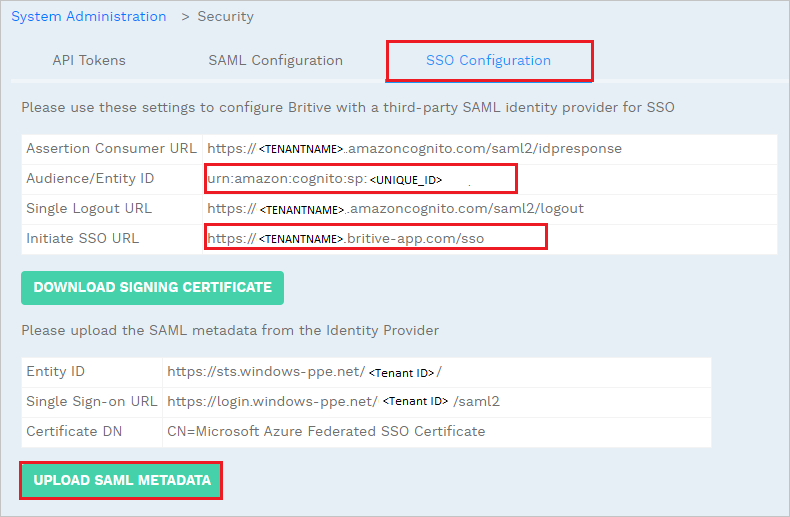 System Administration > Security
API Tokens SAML Configuration SSO Configuration
Please use these settings to configure Britive with a third-party SAML identity provider for SSO
Assertion Consumer URL https:// <TENANTNAME>..amazoncognito.com/saml2/idpresponse
Audience/Entity ID urn:amazon:cognito:sp: <UNIQUE_ID>
Single Logout URL https:// <TENANTNAME>..amazoncognito.com/saml2/logout
Initiate SSO URL https:// <TENANTNAME>.britive-app.com/sso
DOWNLOAD SIGNING CERTIFICATE
Please upload the SAML metadata from the Identity Provider
Entity ID https://sts.windows-ppe.net/ <Tenant ID> /
Single Sign-on URL https://login.windows-ppe.net/ <Tenant ID> /saml2
Certificate DN CN=Microsoft Azure Federated SSO Certificate
UPLOAD SAML METADATA